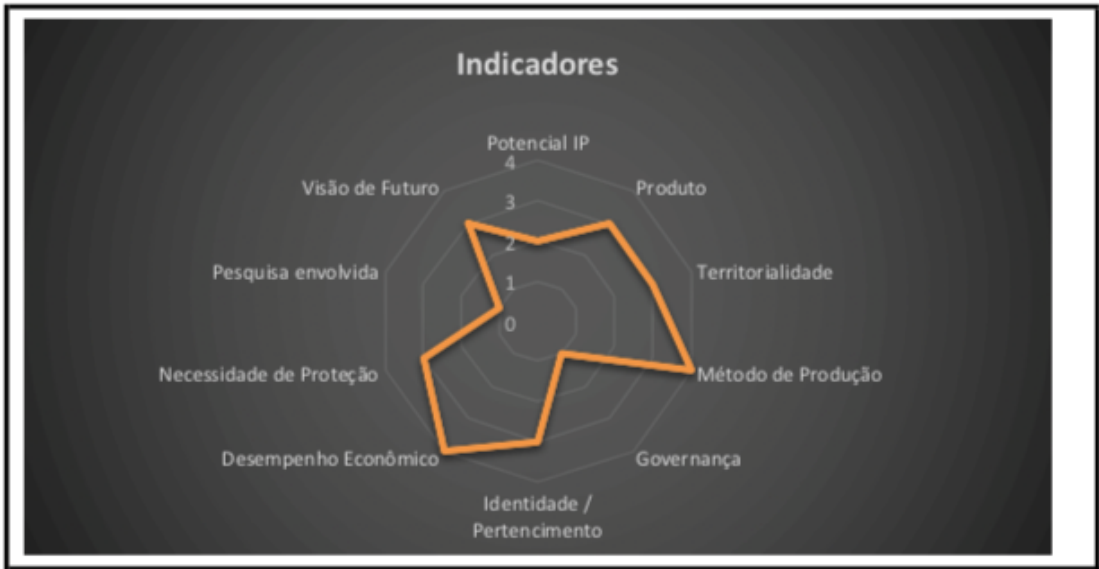 Indicadores
Potencial IP
4
Visão de Futuro
Produto
3
2
Pesquisa envolvida
Territorialidade
1
0
Necessidade de Proteção
Método de Produção
Desempenho Econômico
Governança
Identidade /
Pertencimento